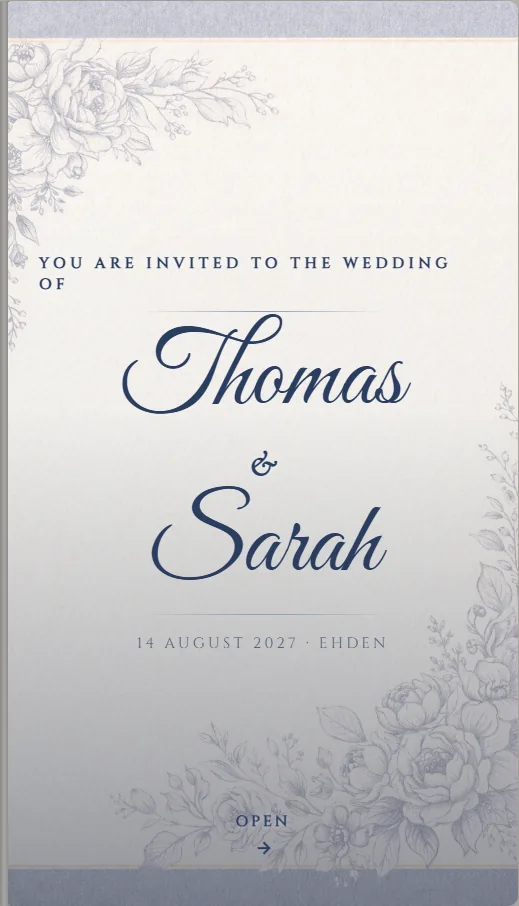 YOU ARE INVITED TO THE WEDDING
OF
Thomas
&
Sarah
14 AUGUST 2027 · EHDEN
OPEN
→